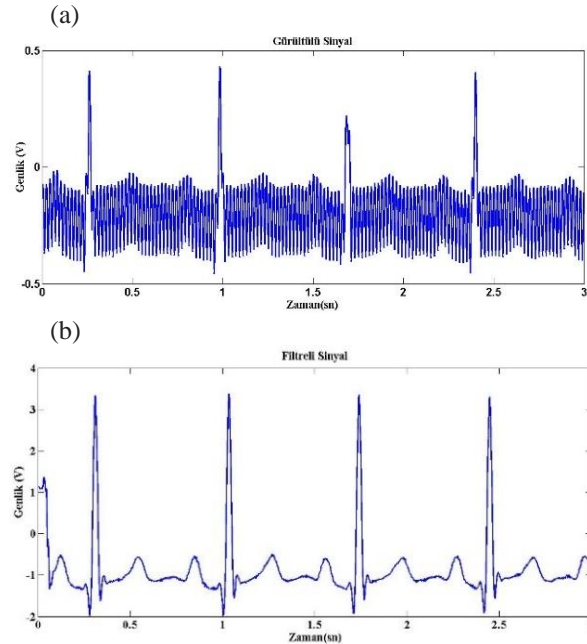 (a)
Gürültülü Sinyal
0.5
0
-0.5
Genlik (V)
0 0.5 1 1.5 2 2.5 3
Zaman(sn)
(b)
Filtreli Sinyal
4
3
2
1
0
-1
-2
Genlik (V)
0 0.5 1 1.5 2 2.5
Zaman(sn)